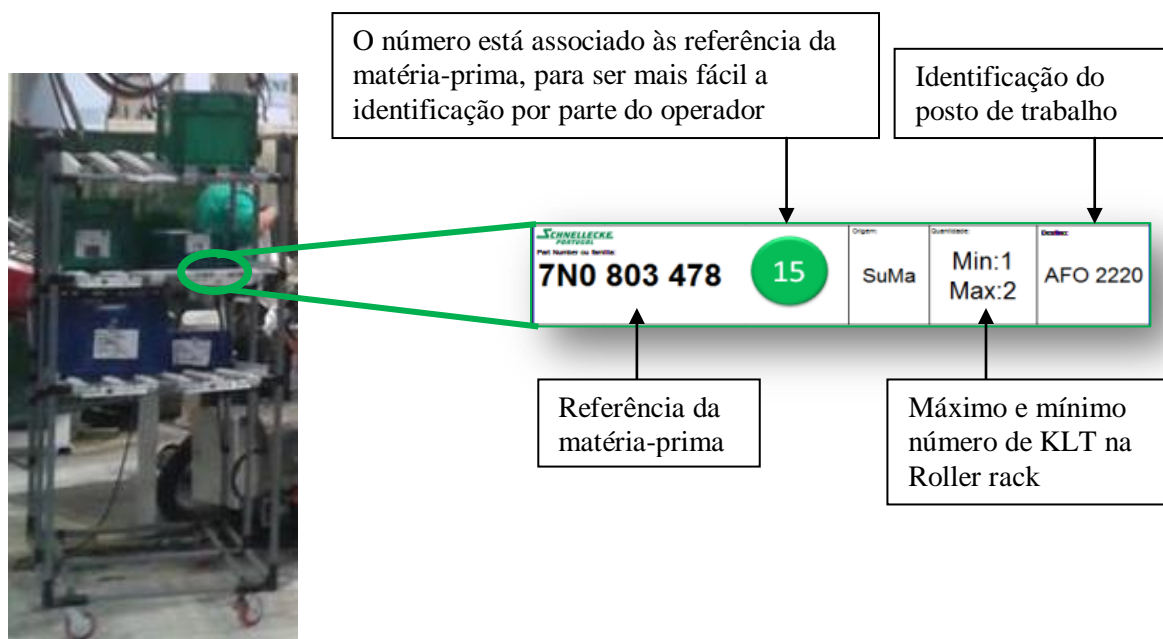 O número está associado às referência da
matéria-prima, para ser mais fácil a
identificação por parte do operador
Identificação do
posto de trabalho
SCHNELLECKE
PORTUGAL
Part Number ou família:
7N0 803 478
15
Origem:
SuMa
Quantidade:
Min:1
Max:2
Destino:
AFO 2220
Referência da
matéria-prima
Máximo e mínimo
número de KLT na
Roller rack